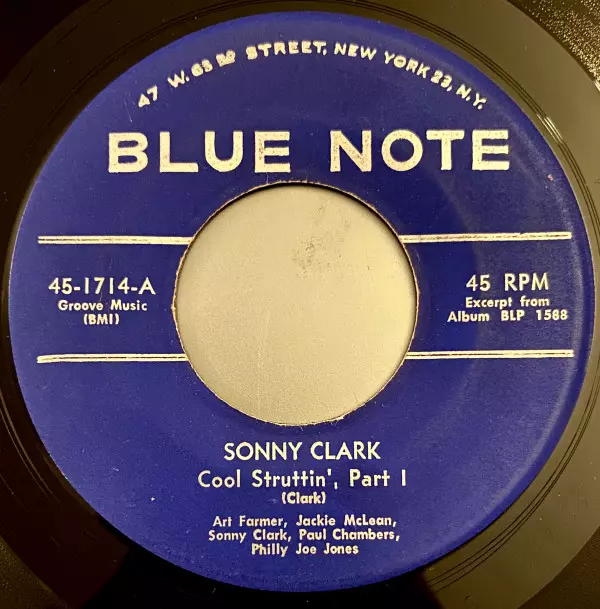 47 W. 63rd STREET, NEW YORK 23, N.Y.
BLUE NOTE
45-1714-A
Groove Music
(BMI)
45 RPM
Excerpt from
Album BLP 1588
SONNY CLARK
Cool Struttin', Part 1
(Clark)
Art Farmer, Jackie McLean,
Sonny Clark, Paul Chambers,
Philly Joe Jones